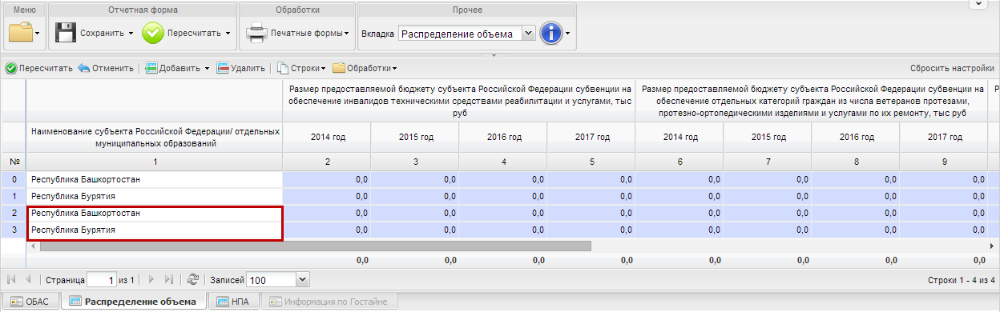 Меню Отчетная форма Обработки Прочее
Сохранить Пересчитать Печатные формы Вкладка Распределение объема
Пересчитать Отменить Добавить Удалить Строки Обработки Сбросить настройки
Размер предоставляемой бюджету субъекта Российской Федерации субвенции на
обеспечение инвалидов техническими средствами реабилитации и услугами, тыс
руб
Размер предоставляемой бюджету субъекта Российской Федерации субвенции на
обеспечение отдельных категорий граждан из числа ветеранов протезами,
протезно-ортопедическими изделиями и услугами по их ремонту, тыс руб
Р
Наименование субъекта Российской Федерации/ отдельных
муниципальных образований
2014 год 2015 год 2016 год 2017 год 2014 год 2015 год 2016 год 2017 год
№ 1 2 3 4 5 6 7 8 9
0 Республика Башкортостан 0,0 0,0 0,0 0,0 0,0 0,0 0,0 0,0
1 Республика Бурятия 0,0 0,0 0,0 0,0 0,0 0,0 0,0 0,0
2 Республика Башкортостан 0,0 0,0 0,0 0,0 0,0 0,0 0,0 0,0
3 Республика Бурятия 0,0 0,0 0,0 0,0 0,0 0,0 0,0 0,0
0,0 0,0 0,0 0,0 0,0 0,0 0,0 0,0
Страница 1 из 1 Записей 100 Строки 1 - 4 из 4
ОБАС Распределение объема НПА Информация по Гостайне